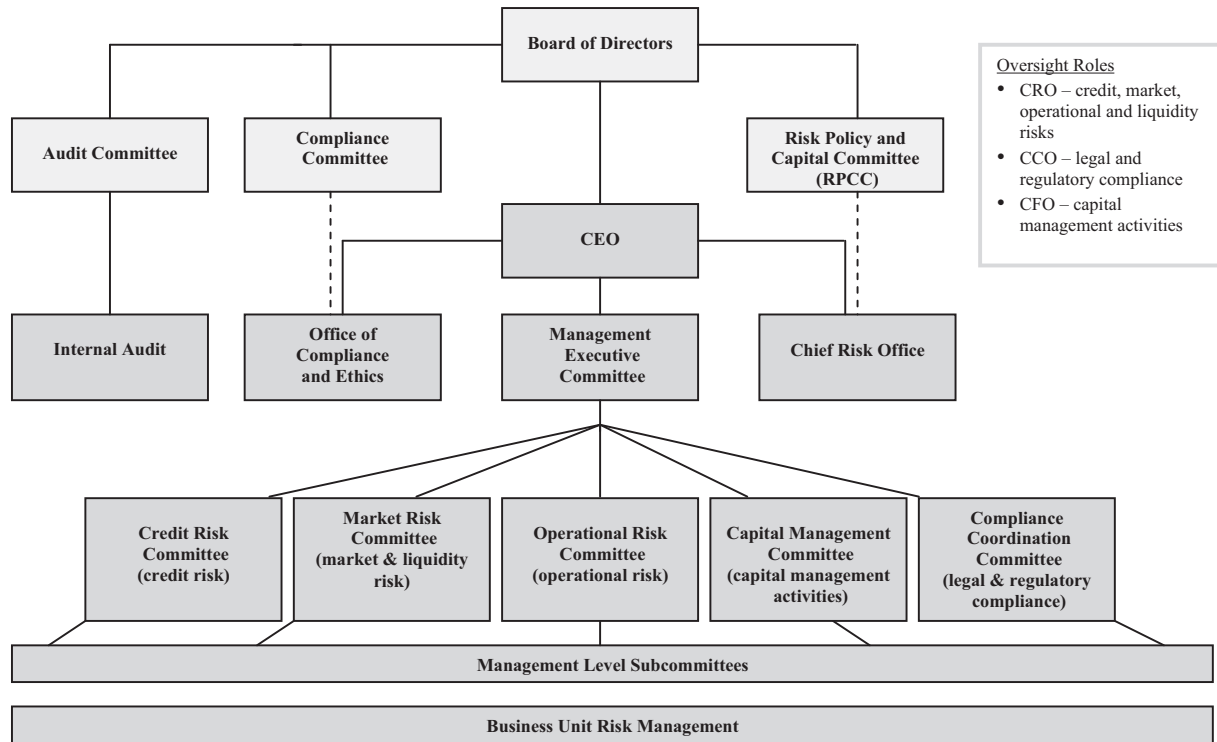 Board of Directors
Oversight Roles
• CRO – credit, market,
operational and liquidity
risks
• CCO – legal and
regulatory compliance
• CFO – capital
management activities
Audit Committee
Compliance
Committee
Risk Policy and
Capital Committee
(RPCC)
CEO
Internal Audit
Office of
Compliance
and Ethics
Management
Executive
Committee
Chief Risk Office
Credit Risk
Committee
(credit risk)
Market Risk
Committee
(market & liquidity
risk)
Operational Risk
Committee
(operational risk)
Capital Management
Committee
(capital management
activities)
Compliance
Coordination
Committee
(legal & regulatory
compliance)
Management Level Subcommittees
Business Unit Risk Management